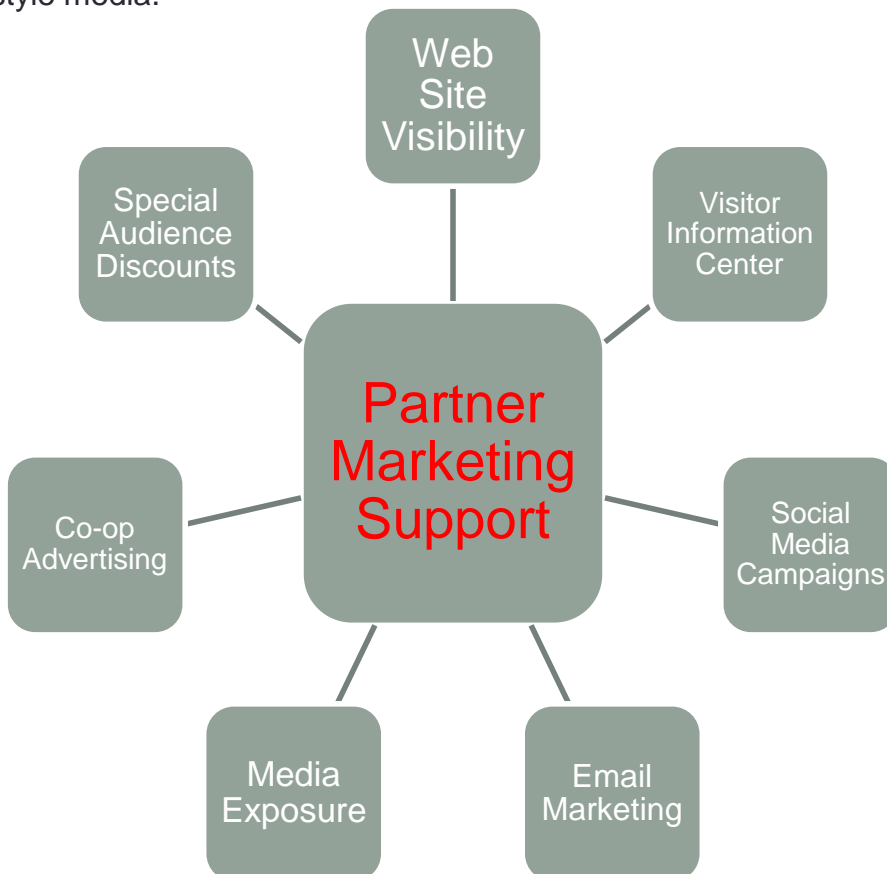 Web
Site
Visibility
Special
Audience
Discounts
Visitor
Information
Center
Partner
Marketing
Support
Co-op
Advertising
Social
Media
Campaigns
Media
Exposure
Email
Marketing